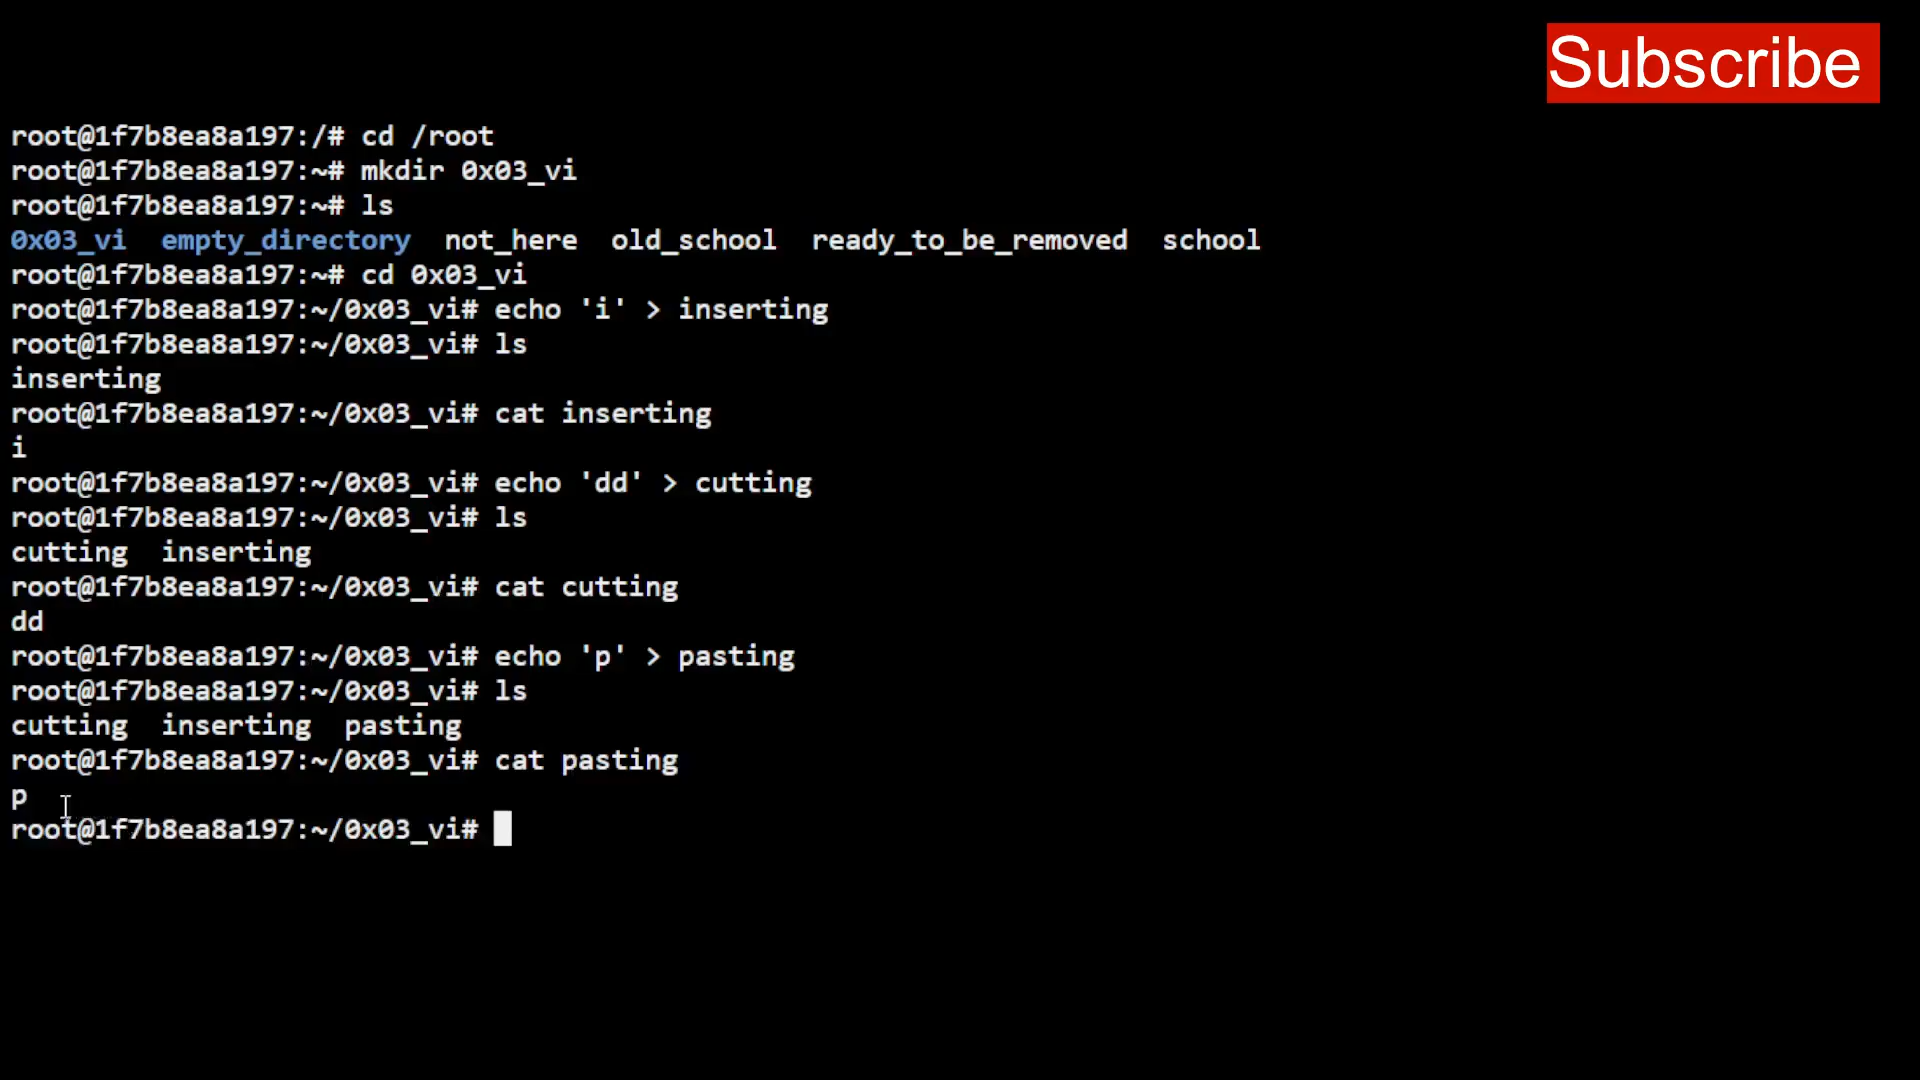 Subscribe
root@1f7b8ea8a197:/# cd /root
root@1f7b8ea8a197:~# mkdir 0x03_vi
root@1f7b8ea8a197:~# ls
0x03_vi  empty_directory  not_here  old_school  ready_to_be_removed  school
root@1f7b8ea8a197:~# cd 0x03_vi
root@1f7b8ea8a197:~/0x03_vi# echo 'i' > inserting
root@1f7b8ea8a197:~/0x03_vi# ls
inserting
root@1f7b8ea8a197:~/0x03_vi# cat inserting
i
root@1f7b8ea8a197:~/0x03_vi# echo 'dd' > cutting
root@1f7b8ea8a197:~/0x03_vi# ls
cutting  inserting
root@1f7b8ea8a197:~/0x03_vi# cat cutting
dd
root@1f7b8ea8a197:~/0x03_vi# echo 'p' > pasting
root@1f7b8ea8a197:~/0x03_vi# ls
cutting  inserting  pasting
root@1f7b8ea8a197:~/0x03_vi# cat pasting
p
root@1f7b8ea8a197:~/0x03_vi#